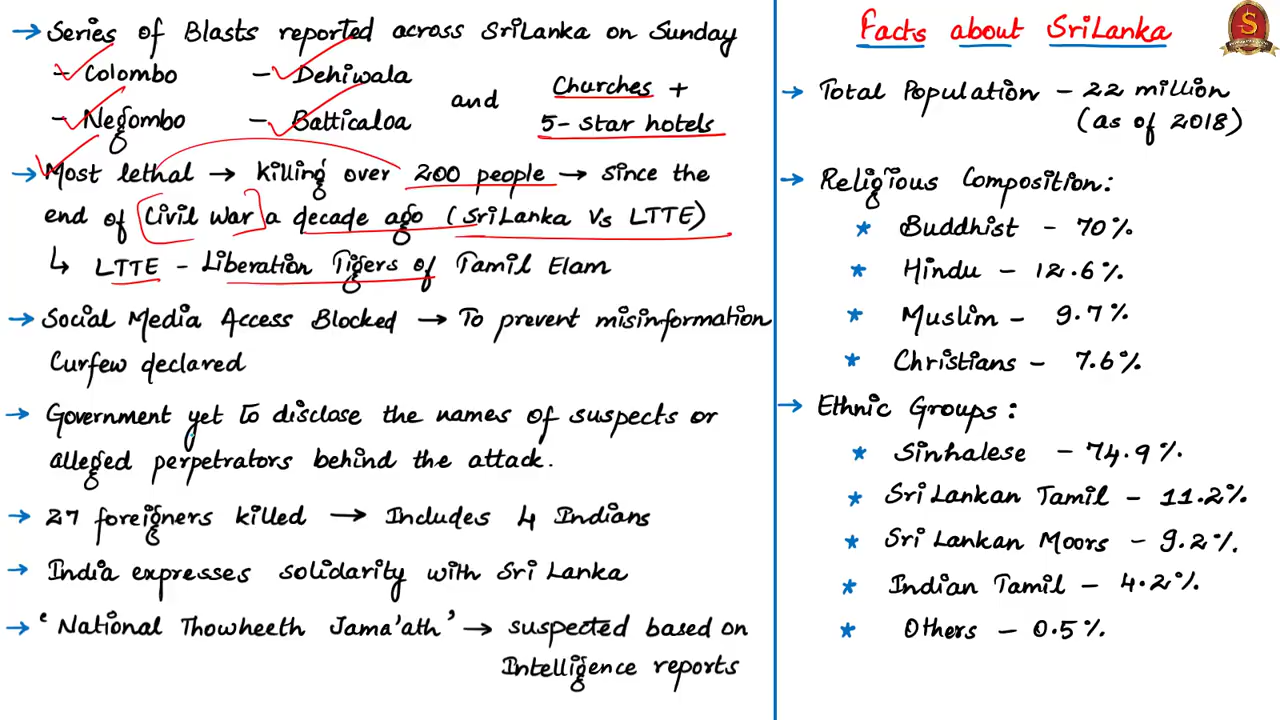 → Series of Blasts reported across SriLanka on Sunday
- Colombo - Dehiwala
- Negombo - Batticaloa and Churches + 5-star hotels
→ Most lethal → killing over 200 people → since the
end of Civil War a decade ago (SriLanka Vs LTTE)
↳ LTTE - Liberation Tigers of Tamil Elam
→ Social Media Access Blocked → To prevent misinformation
Curfew declared
→ Government yet to disclose the names of suspects or
alleged perpetrators behind the attack.
→ 27 foreigners killed → Includes 4 Indians
→ India expresses solidarity with Sri Lanka
→ 'National Thowheeth Jama'ath' → suspected based on
Intelligence reports
Facts about SriLanka
→ Total Population - 22 million
(as of 2018)
→ Religious Composition:
* Buddhist - 70%
* Hindu - 12.6%
* Muslim - 9.7%
* Christians - 7.6%
→ Ethnic Groups:
* Sinhalese - 74.9%
* Sri Lankan Tamil - 11.2%
* Sri Lankan Moors - 9.2%
* Indian Tamil - 4.2%
* Others - 0.5%
S